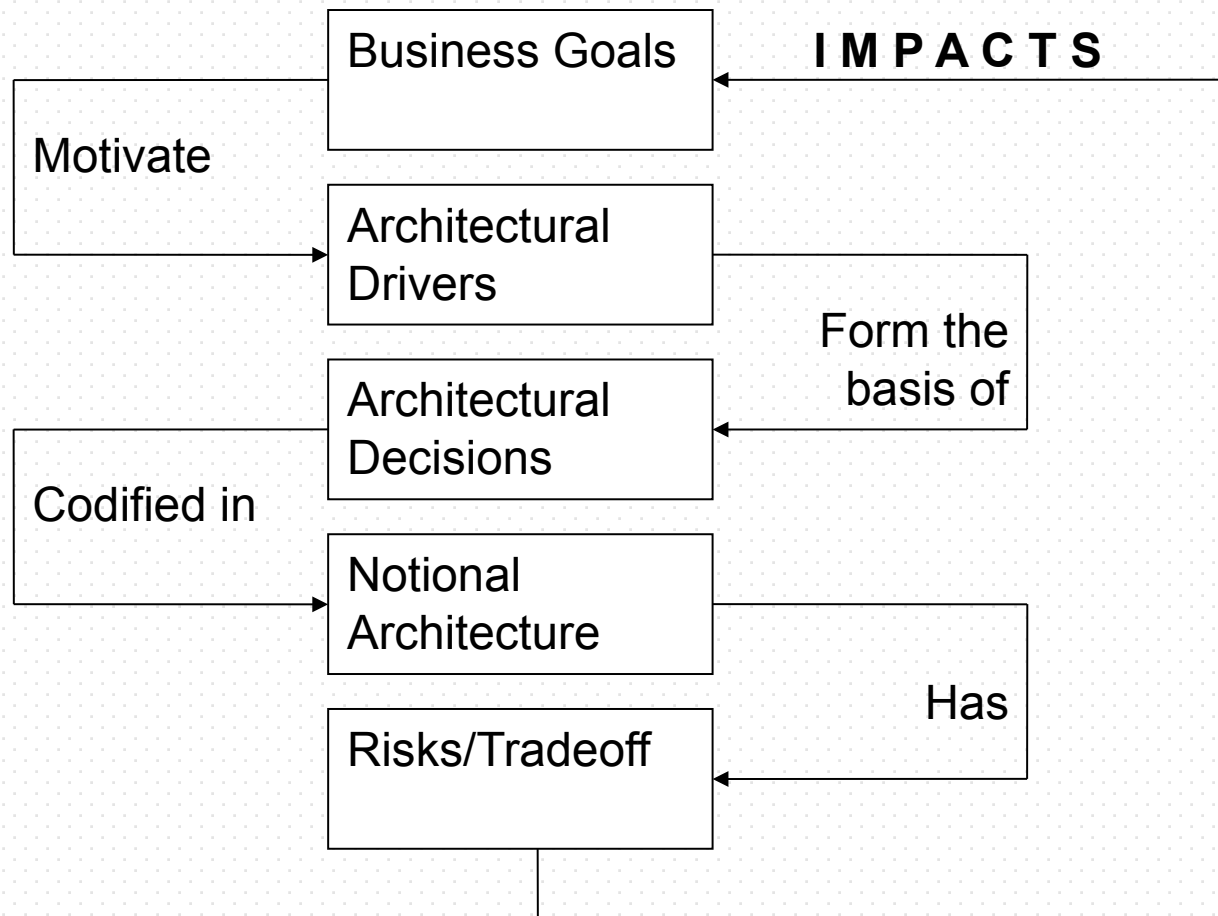 Business Goals
I M P A C T S
Motivate
Architectural
Drivers
Form the
basis of
Architectural
Decisions
Codified in
Notional
Architecture
Has
Risks/Tradeoff